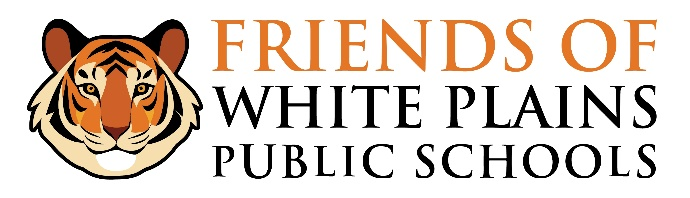 FRIENDS OF
WHITE PLAINS
PUBLIC SCHOOLS